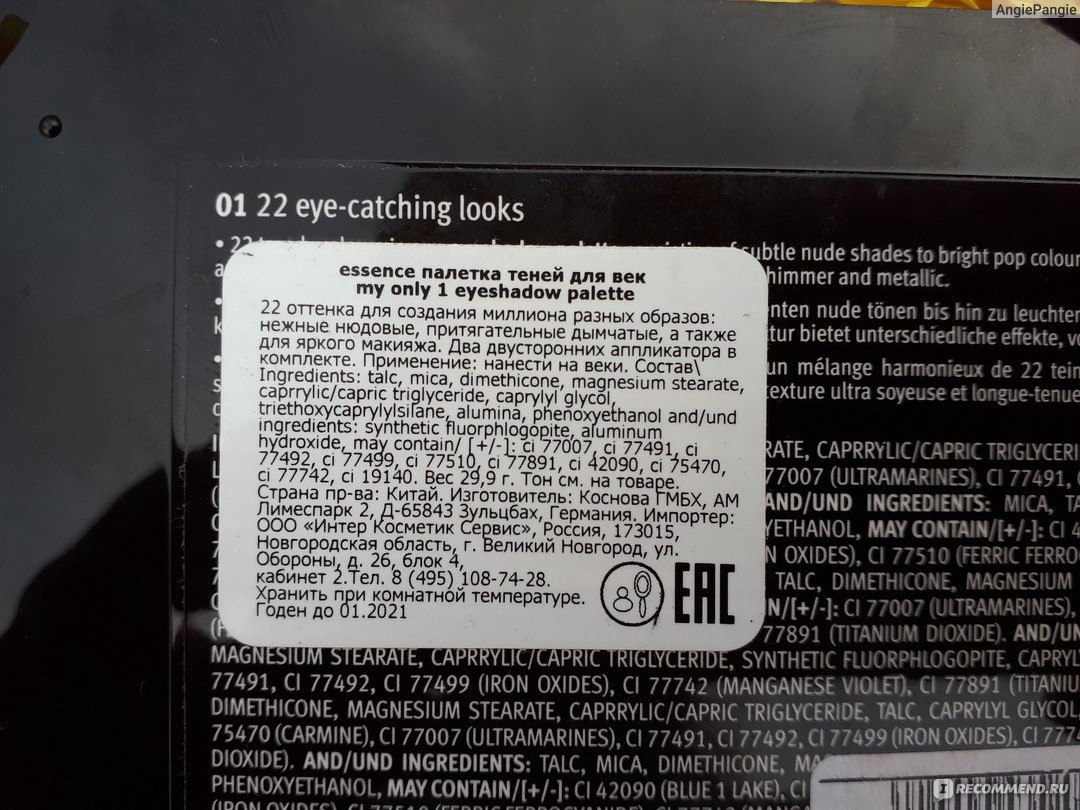 AngiePangie
01 22 eye-catching looks
• 22 subtle nude shades to bright pop colour
himmer and metallic.
enten nude tönen bis hin zu leuchten
tur bietet unterschiedliche effekte,
un mélange harmonieux de 22 tein
texture ultra soyeuse et longue-tenue
essence палетка теней для век
my only 1 eyeshadow palette
22 оттенка для создания миллиона разных образов:
нежные нюдовые, притягательные дымчатые, а также
для яркого макияжа. Два двусторонних аппликатора в
комплекте. Применение: нанести на веки. Состав\
Ingredients: talc, mica, dimethicone, magnesium stearate,
caprrylic/capric triglyceride, caprylyl glycol,
triethoxycaprylylsilane, alumina, phenoxyethanol and/und
ingredients: synthetic fluorphlogopite, aluminum
hydroxide, may contain/ [+/-]: ci 77007, ci 77491, ci
77492, ci 77499, ci 77510, ci 77891, ci 42090, ci 75470,
ci 77742, ci 19140. Вес 29,9 г. Тон см. на товаре.
Страна пр-ва: Китай. Изготовитель: Коснова ГМБХ, АМ
Лимеспарк 2, Д-65843 Зульцбах, Германия. Импортер:
ООО «Интер Косметик Сервис», Россия, 173015,
Новгородская область, г. Великий Новгород, ул.
Обороны, д. 26, блок 4,
кабинет 2.Тел. 8 (495) 108-74-28.
Хранить при комнатной температуре.
Годен до 01.2021
EAC
RATE, CAPRRYLIC/CAPRIC TRIGLYCERI
77007 (ULTRAMARINES), CI 77491,
AND/UND INGREDIENTS: MICA, TA
YETHANOL, MAY CONTAIN/[+/-]: CI 4
N OXIDES), CI 77510 (FERRIC FERRO
TALC, DIMETHICONE, MAGNESIUM
N/[+/-]: CI 77007 (ULTRAMARINES),
77891 (TITANIUM DIOXIDE). AND/UN
MAGNESIUM STEARATE, CAPRRYLIC/CAPRIC TRIGLYCERIDE, SYNTHETIC FLUORPHLOGOPITE, CAPRYL
77491, CI 77492, CI 77499 (IRON OXIDES), CI 77742 (MANGANESE VIOLET), CI 77891 (TITANIU
DIMETHICONE, MAGNESIUM STEARATE, CAPRRYLIC/CAPRIC TRIGLYCERIDE, TALC, CAPRYLYL GLYCOL
75470 (CARMINE), CI 77007 (ULTRAMARINES), CI 77491, CI 77492, CI 77499 (IRON OXIDES), CI 774
DIOXIDE). AND/UND INGREDIENTS: TALC, MICA, DIMETHICONE, MA
PHENOXYETHANOL, MAY CONTAIN/[+/-]: CI 42090 (BLUE 1 LAKE), CI
(IRON OXIDES), CI 77510 (FERRIC FERROCYANIDE)
IRECOMMEND.RU